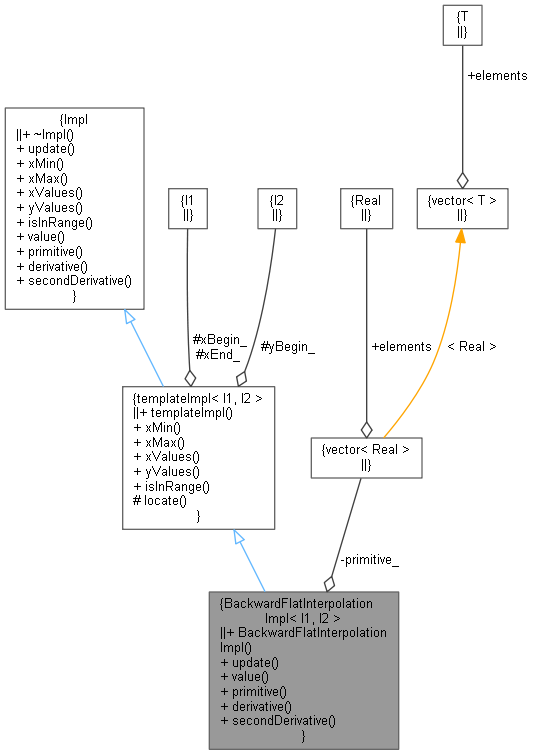 {T
||}
+elements
{Impl
||+ ~Impl()
+ update()
+ xMin()
+ xMax()
+ xValues()
+ yValues()
+ isInRange()
+ value()
+ primitive()
+ derivative()
+ secondDerivative()
}
{I1
||}
{I2
||}
{Real
||}
{vector< T >
||}
#xBegin_
#xEnd_
#yBegin_
+elements
< Real >
{templateImpl< I1, I2 >
||+ templateImpl()
+ xMin()
+ xMax()
+ xValues()
+ yValues()
+ isInRange()
# locate()
}
{vector< Real >
||}
-primitive_
{BackwardFlatInterpolation
Impl< I1, I2 >
||+ BackwardFlatInterpolation
Impl()
+ update()
+ value()
+ primitive()
+ derivative()
+ secondDerivative()
}